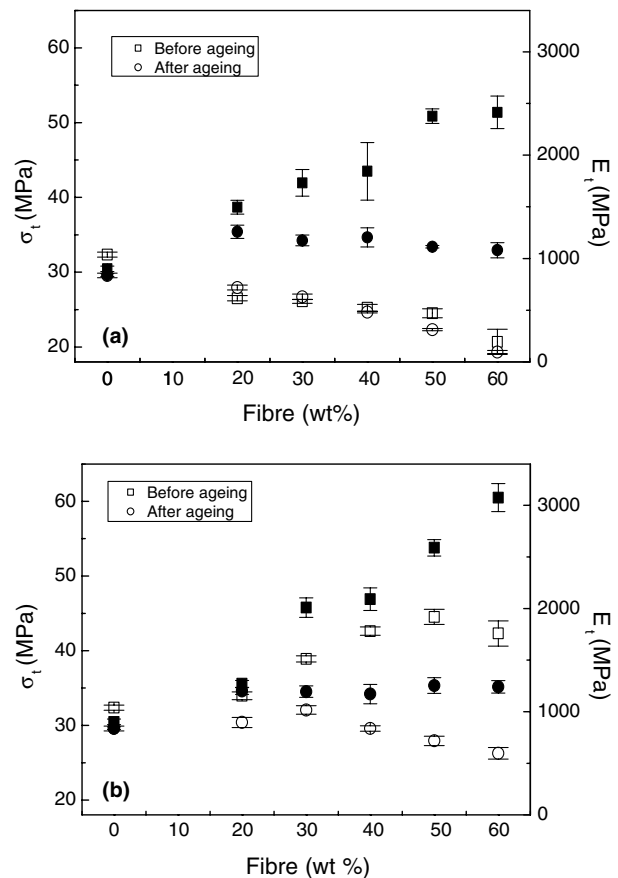 60
50
40
30
20
σt (MPa)
Before ageing
After ageing
(a)
3000
2000
1000
0
Et (MPa)
0 10 20 30 40 50 60
Fibre (wt%)
60
50
40
30
20
σt (MPa)
Before ageing
After ageing
(b)
3000
2000
1000
0
Et (MPa)
0 10 20 30 40 50 60
Fibre (wt %)